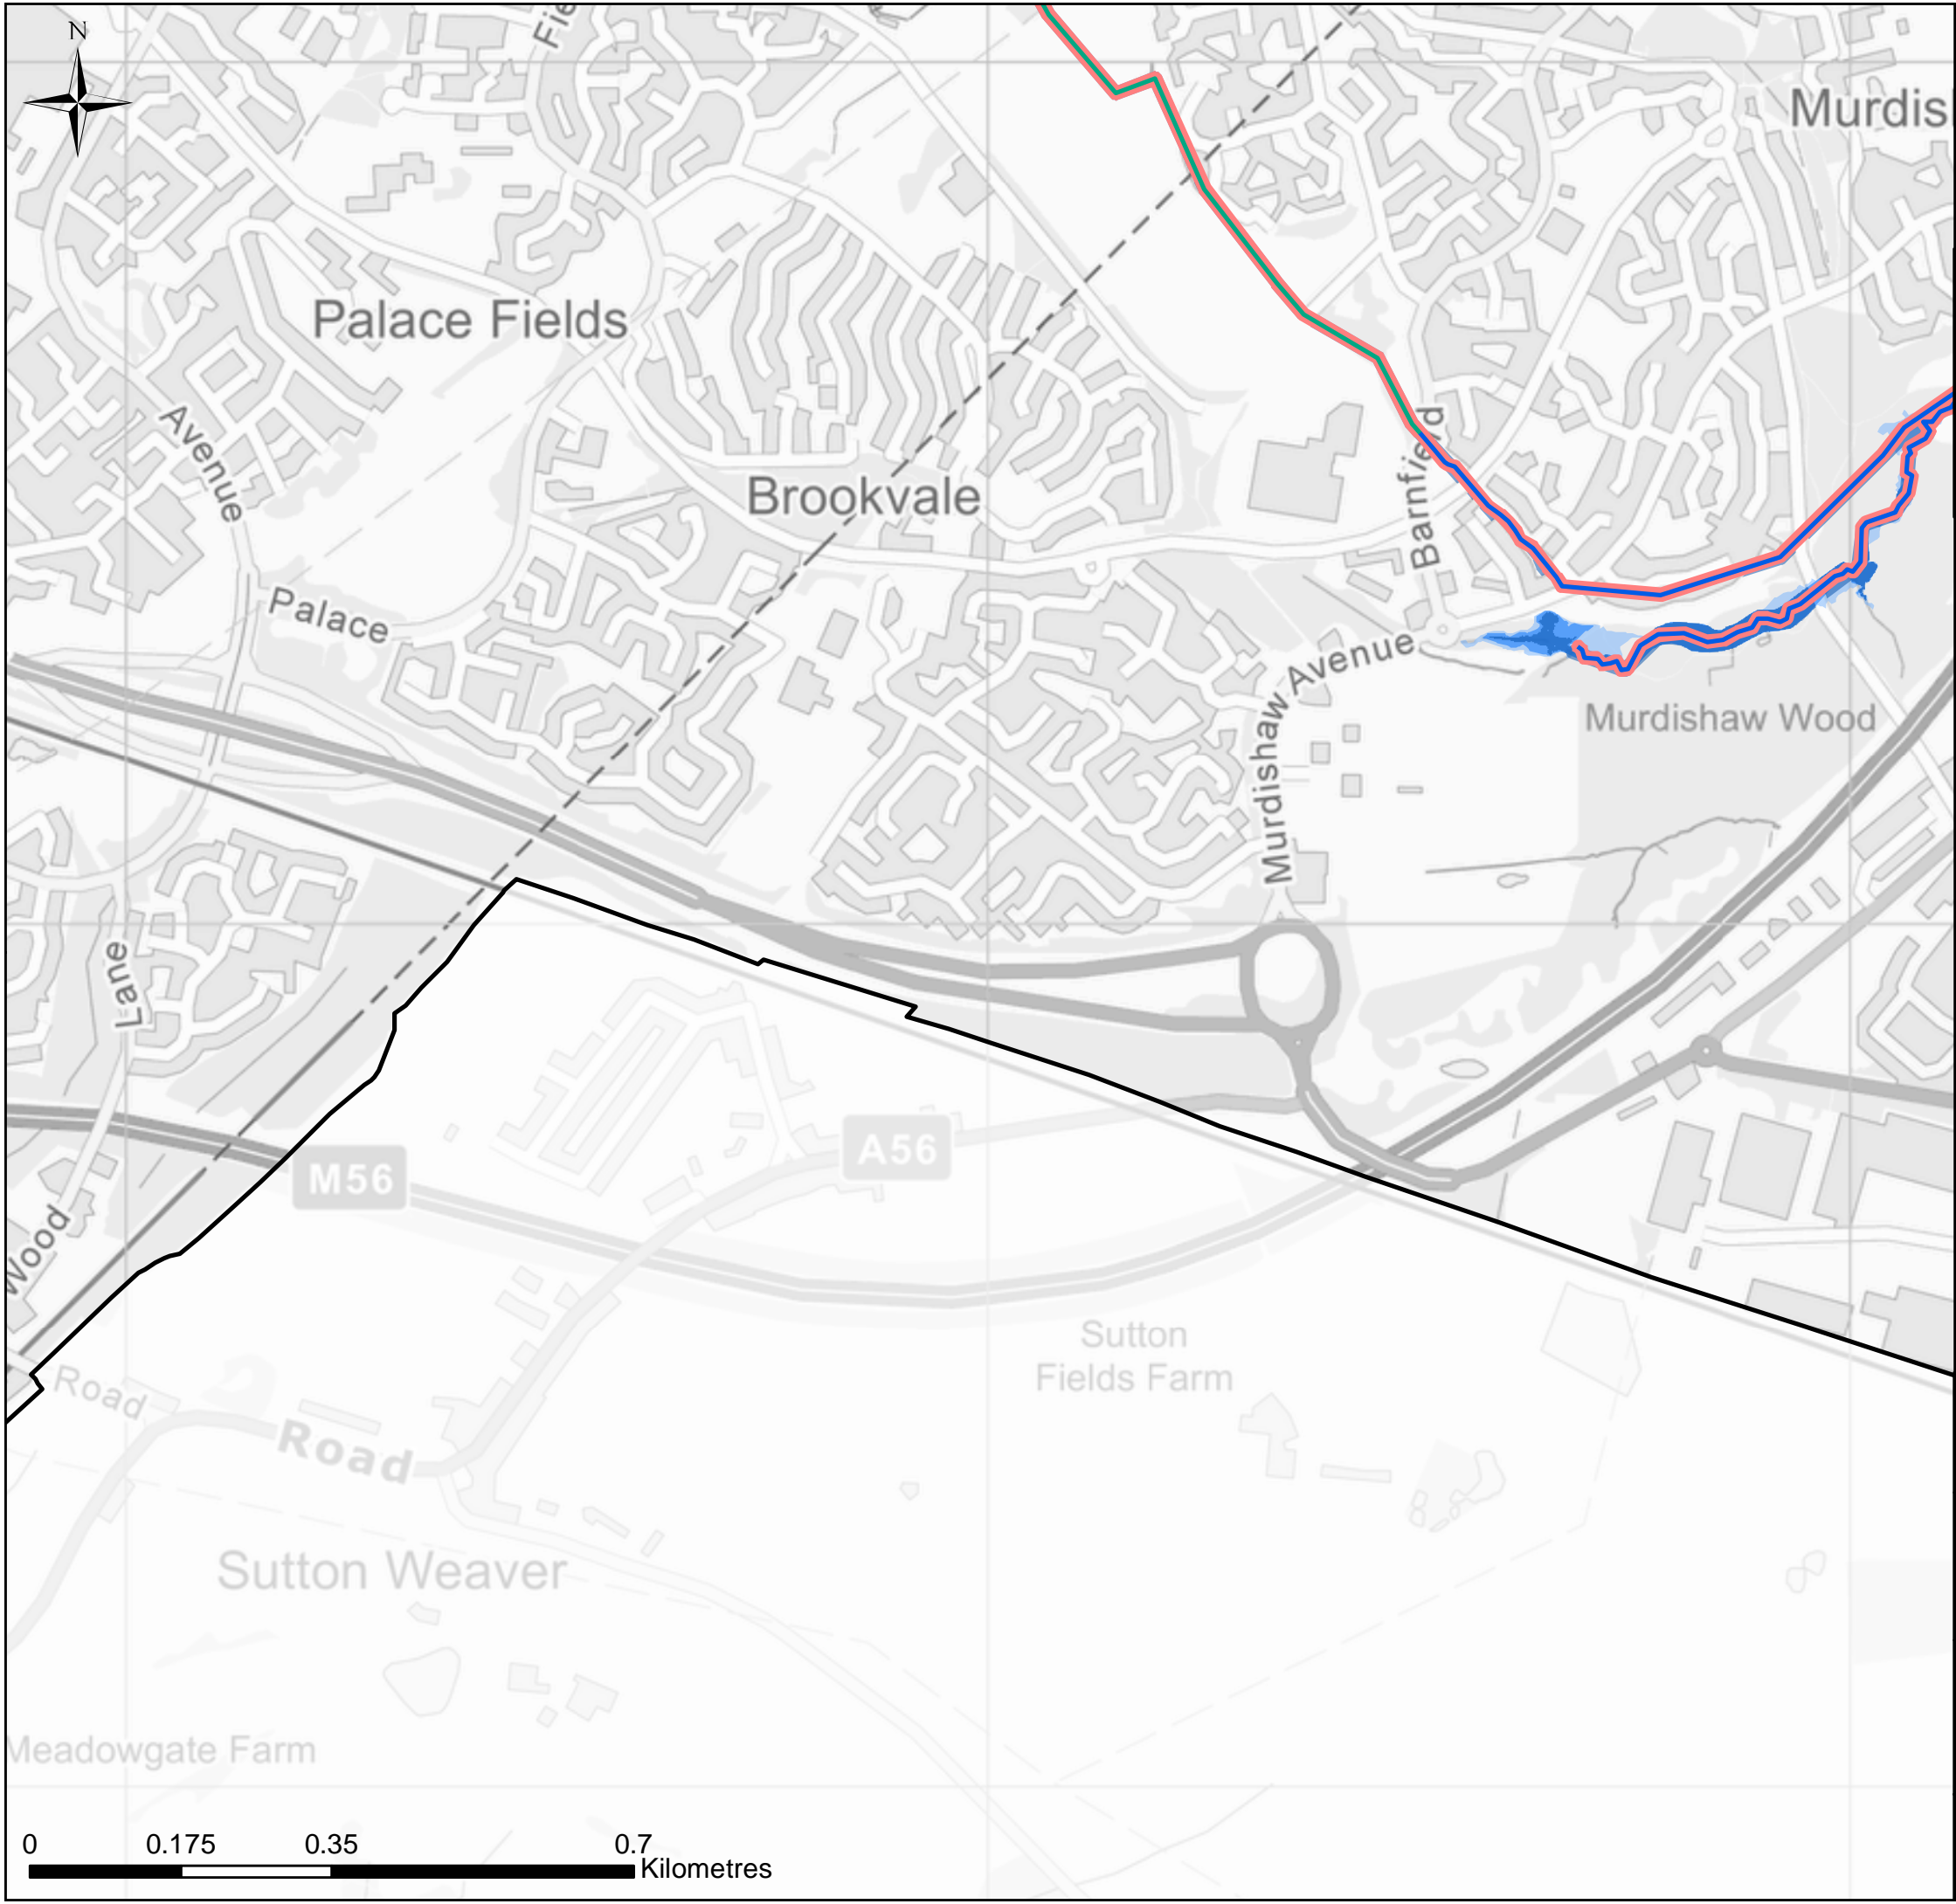 N
Fie
Murdis
Palace Fields
Avenue
Barnfield
Brookvale
Palace
Murdishaw Avenue
Murdishaw Wood
Lane
A56
M56
Wood
Sutton
Fields Farm
Road
Road
Sutton Weaver
Meadowgate Farm
0 0.175 0.35 0.7
Kilometres